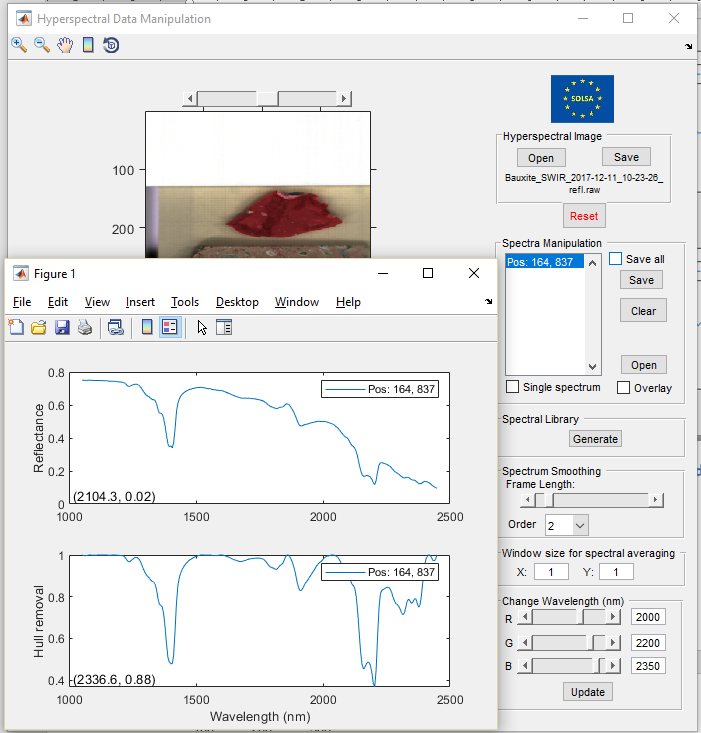 Hyperspectral Data Manipulation
SOLSA
Hyperspectral Image
Open Save
Bauxite_SWIR_2017-12-11_10-23-26_
refl.raw
Reset
100
200
Spectra Manipulation
Pos: 164, 837
Save all
Save
Clear
Open
Single spectrum Overlay
Spectral Library
Generate
Spectrum Smoothing
Frame Length:
Order 2
Window size for spectral averaging
X: 1 Y: 1
Change Wavelength (nm)
R 2000
G 2200
B 2350
Update
Figure 1
File Edit View Insert Tools Desktop Window Help
Reflectance
0.8
0.6
0.4
0.2
0
Pos: 164, 837
(2104.3, 0.02)
1000 1500 2000 2500
Hull removal
1
0.8
0.6
0.4
Pos: 164, 837
(2336.6, 0.88)
1000 1500 2000 2500
Wavelength (nm)